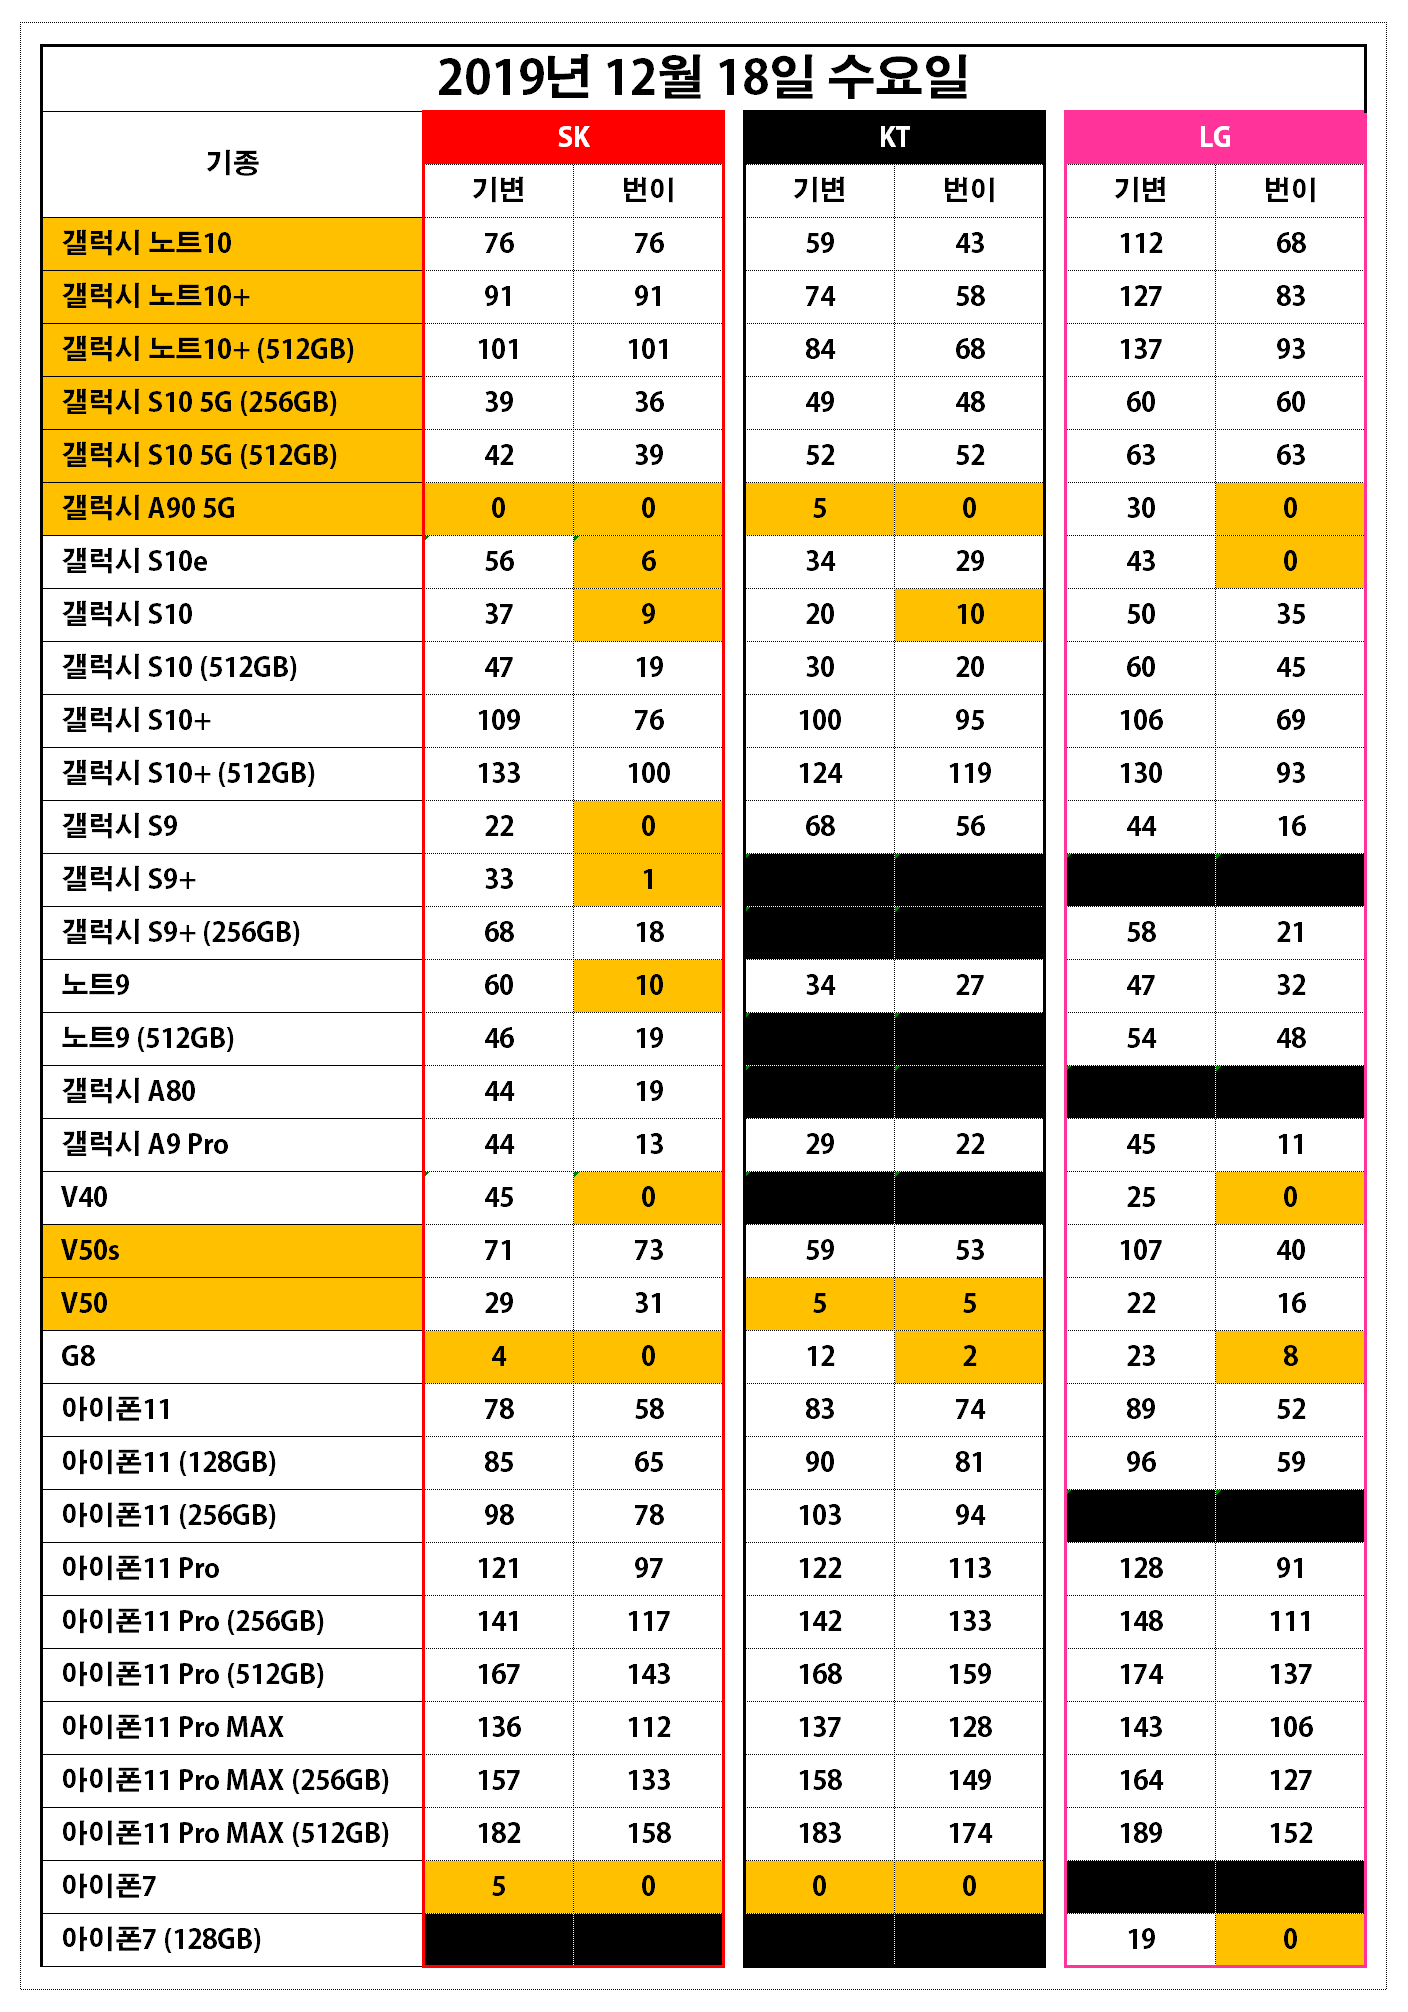 2019년 12월 18일 수요일
기종 SK KT LG
기변 번이 기변 번이 기변 번이
갤럭시 노트10 76 76 59 43 112 68
갤럭시 노트10+ 91 91 74 58 127 83
갤럭시 노트10+ (512GB) 101 101 84 68 137 93
갤럭시 S10 5G (256GB) 39 36 49 48 60 60
갤럭시 S10 5G (512GB) 42 39 52 52 63 63
갤럭시 A90 5G 0 0 5 0 30 0
갤럭시 S10e 56 6 34 29 43 0
갤럭시 S10 37 9 20 10 50 35
갤럭시 S10 (512GB) 47 19 30 20 60 45
갤럭시 S10+ 109 76 100 95 106 69
갤럭시 S10+ (512GB) 133 100 124 119 130 93
갤럭시 S9 22 0 68 56 44 16
갤럭시 S9+ 33 1
갤럭시 S9+ (256GB) 68 18 58 21
노트9 60 10 34 27 47 32
노트9 (512GB) 46 19 54 48
갤럭시 A80 44 19
갤럭시 A9 Pro 44 13 29 22 45 11
V40 45 0 25 0
V50s 71 73 59 53 107 40
V50 29 31 5 5 22 16
G8 4 0 12 2 23 8
아이폰11 78 58 83 74 89 52
아이폰11 (128GB) 85 65 90 81 96 59
아이폰11 (256GB) 98 78 103 94
아이폰11 Pro 121 97 122 113 128 91
아이폰11 Pro (256GB) 141 117 142 133 148 111
아이폰11 Pro (512GB) 167 143 168 159 174 137
아이폰11 Pro MAX 136 112 137 128 143 106
아이폰11 Pro MAX (256GB) 157 133 158 149 164 127
아이폰11 Pro MAX (512GB) 182 158 183 174 189 152
아이폰7 5 0 0 0
아이폰7 (128GB) 19 0